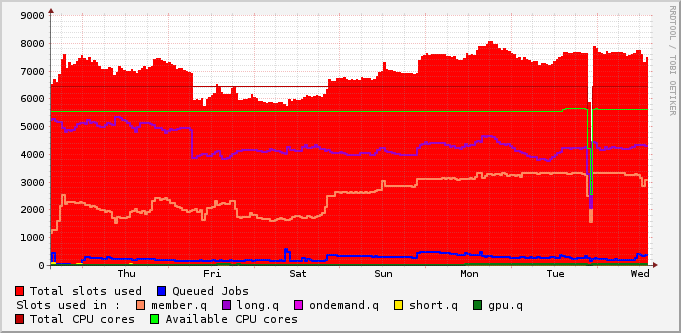 9000
8000
7000
6000
5000
4000
3000
2000
1000
0
Thu Fri Sat Sun Mon Tue Wed
RRDTOOL / TOBI OETIKER
Total slots used Queued Jobs
Slots used in : member.q long.q ondemand.q short.q gpu.q
Total CPU cores Available CPU cores